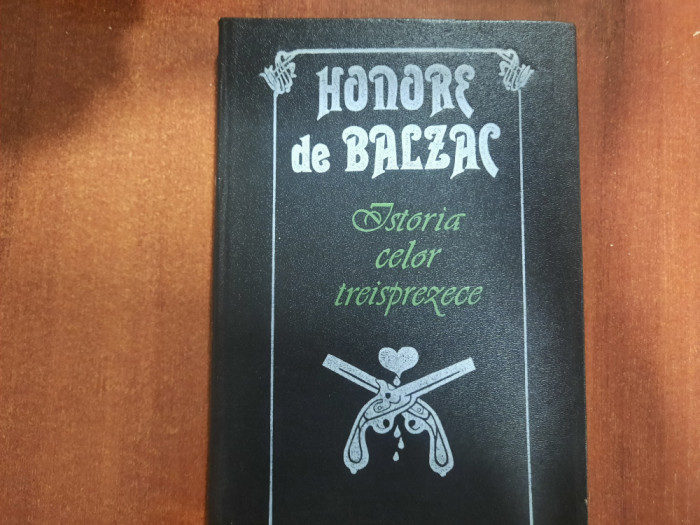 HONORE
de BALZAC
Istoria
celor
treisprezece